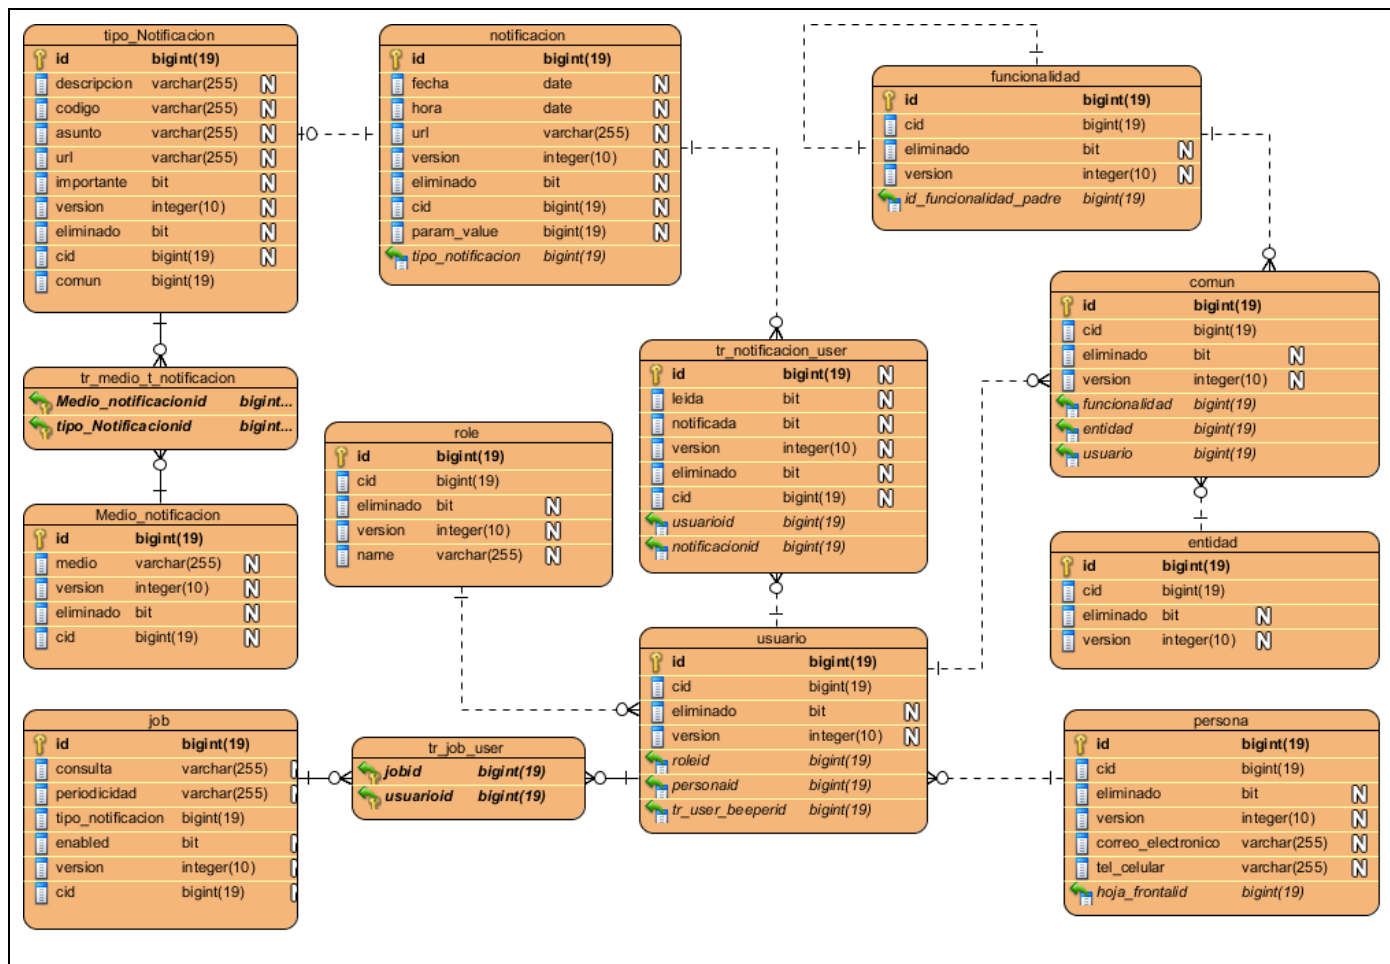 tipo_Notificacion
id bigint(19)
descripcion varchar(255) N
codigo varchar(255) N
asunto varchar(255) N
url varchar(255) N
importante bit N
version integer(10) N
eliminado bit N
cid bigint(19) N
comun bigint(19)
notificacion
id bigint(19)
fecha date N
hora date N
url varchar(255) N
version integer(10) N
eliminado bit N
cid bigint(19) N
param_value bigint(19) N
tipo_notificacion bigint(19)
funcionalidad
id bigint(19)
cid bigint(19)
eliminado bit N
version integer(10) N
id_funcionalidad_padre bigint(19)
comun
id bigint(19)
cid bigint(19)
eliminado bit N
version integer(10) N
funcionalidad bigint(19)
entidad bigint(19)
usuario bigint(19)
tr_medio_t_notificacion
Medio_notificacionid bigint...
tipo_Notificacionid bigint...
role
id bigint(19)
cid bigint(19)
eliminado bit N
version integer(10) N
name varchar(255) N
tr_notificacion_user
id bigint(19) N
leida bit N
notificada bit N
version integer(10) N
eliminado bit N
cid bigint(19) N
usuarioid bigint(19)
notificacionid bigint(19)
Medio_notificacion
id bigint(19)
medio varchar(255) N
version integer(10) N
eliminado bit N
cid bigint(19) N
entidad
id bigint(19)
cid bigint(19)
eliminado bit N
version integer(10) N
usuario
id bigint(19)
cid bigint(19)
eliminado bit N
version integer(10) N
roleid bigint(19)
personaid bigint(19)
tr_user_beeperid bigint(19)
job
id bigint(19)
consulta varchar(255)
periodicidad varchar(255)
tipo_notificacion bigint(19)
enabled bit
version integer(10)
cid bigint(19)
tr_job_user
jobid bigint(19)
usuarioid bigint(19)
persona
id bigint(19)
cid bigint(19)
eliminado bit N
version integer(10) N
correo_electronico varchar(255) N
tel_celular varchar(255) N
hoja_frontalid bigint(19)